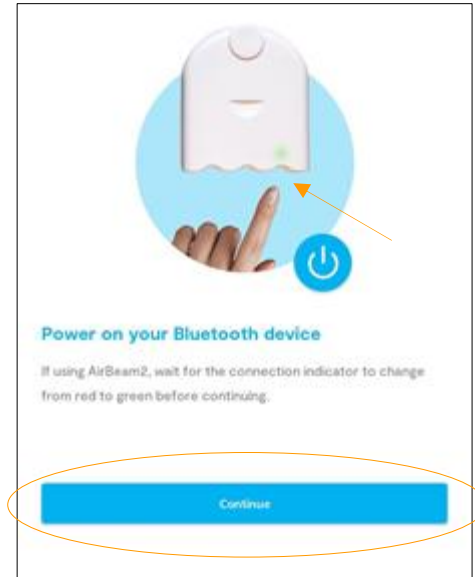 Power on your Bluetooth device
If using AirBeam2, wait for the connection indicator to change
from red to green before continuing.
Continue